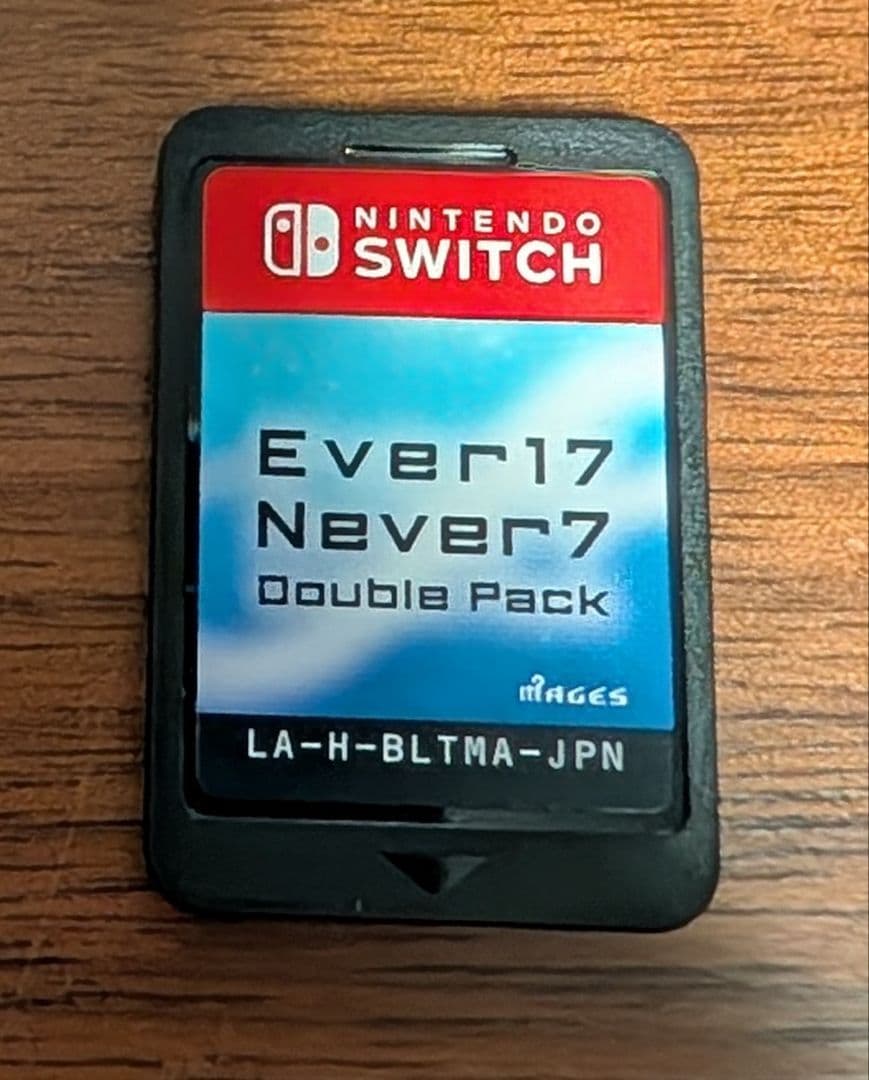 NINTENDO
SWITCH
Ever17
Never7
Double Pack
MAGES
LA-H-BLTMA-JPN